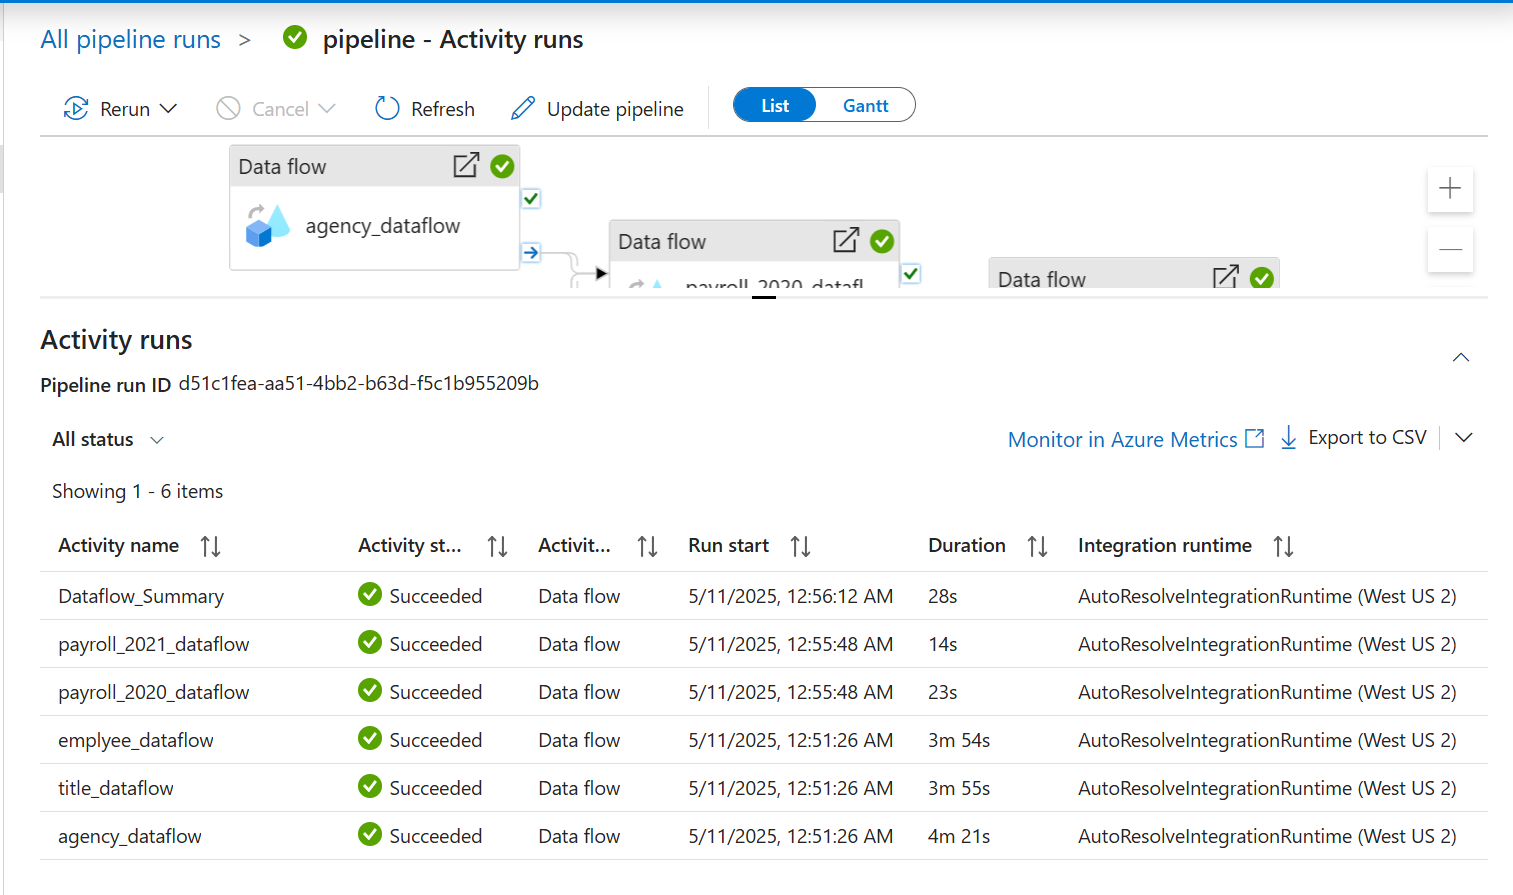 All pipeline runs > pipeline - Activity runs
Rerun Cancel Refresh Update pipeline List Gantt
Data flow
agency_dataflow
Data flow
payroll_2020_datafl
Data flow
Activity runs
Pipeline run ID d51c1fea-aa51-4bb2-b63d-f5c1b955209b
All status Monitor in Azure Metrics Export to CSV
Showing 1 - 6 items
Activity name Activity st... Activit... Run start Duration Integration runtime
Dataflow_Summary Succeeded Data flow 5/11/2025, 12:56:12 AM 28s AutoResolveIntegrationRuntime (West US 2)
payroll_2021_dataflow Succeeded Data flow 5/11/2025, 12:55:48 AM 14s AutoResolveIntegrationRuntime (West US 2)
payroll_2020_dataflow Succeeded Data flow 5/11/2025, 12:55:48 AM 23s AutoResolveIntegrationRuntime (West US 2)
emplyee_dataflow Succeeded Data flow 5/11/2025, 12:51:26 AM 3m 54s AutoResolveIntegrationRuntime (West US 2)
title_dataflow Succeeded Data flow 5/11/2025, 12:51:26 AM 3m 55s AutoResolveIntegrationRuntime (West US 2)
agency_dataflow Succeeded Data flow 5/11/2025, 12:51:26 AM 4m 21s AutoResolveIntegrationRuntime (West US 2)